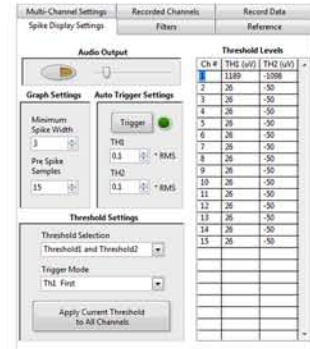 Multi-Channel Settings Recorded Channels Record Data
Spike Display Settings Filters Reference
Audio Output
Graph Settings
Minimum
Spike Width
3
Pre Spike
Samples
15
Auto Trigger Settings
Trigger
TH1
0.1 * RMS
TH2
0.1 * RMS
Threshold Settings
Threshold Selection
Threshold1 and Threshold2
Trigger Mode
Th1 First
Apply Current Threshold
to All Channels
Threshold Levels
Ch # TH1 (uV) TH2 (uV)
1 1189 -1098
2 26 -50
3 26 -50
4 26 -50
5 26 -50
6 26 -50
7 26 -50
8 26 -50
9 26 -50
10 26 -50
11 26 -50
12 26 -50
13 26 -50
14 26 -50
15 26 -50